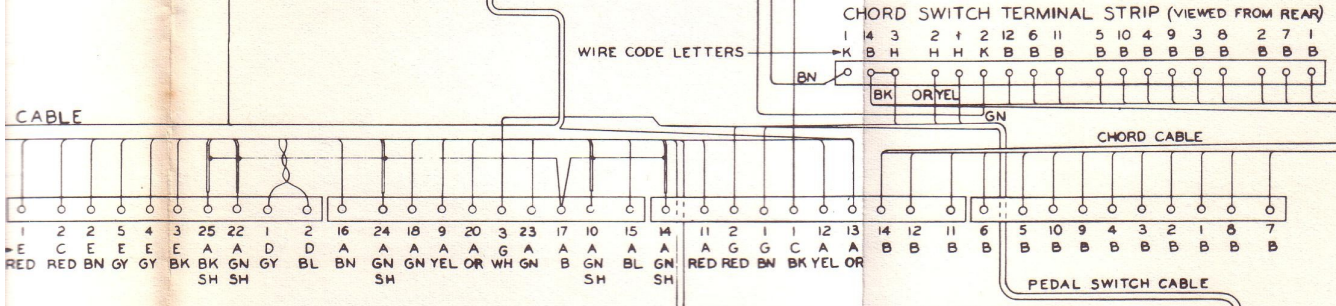 CHORD SWITCH TERMINAL STRIP (VIEWED FROM REAR)
1 14 3 2 1 2 12 6 11 5 10 4 9 3 8 2 7 1
WIRE CODE LETTERS K B H H H K B B B B B B B B B B B B
BN
BK OR YEL
GN
CABLE
CHORD CABLE
1 2 2 5 4 3 25 22 1 2 16 24 18 9 20 3 23 17 10 15 14 11 2 1 1 12 13 14 12 11 6 5 10 9 4 3 2 1 8 7
E C E E E E A A D D A A A A A G A A A A A A G G C A A B B B B B B B B B B B B B
RED RED BN GY GY BK BK GN GY BL BN GN GN YEL OR WH GN B GN BL GN RED RED BN BK YEL OR
SH SH SH SH SH
PEDAL SWITCH CABLE